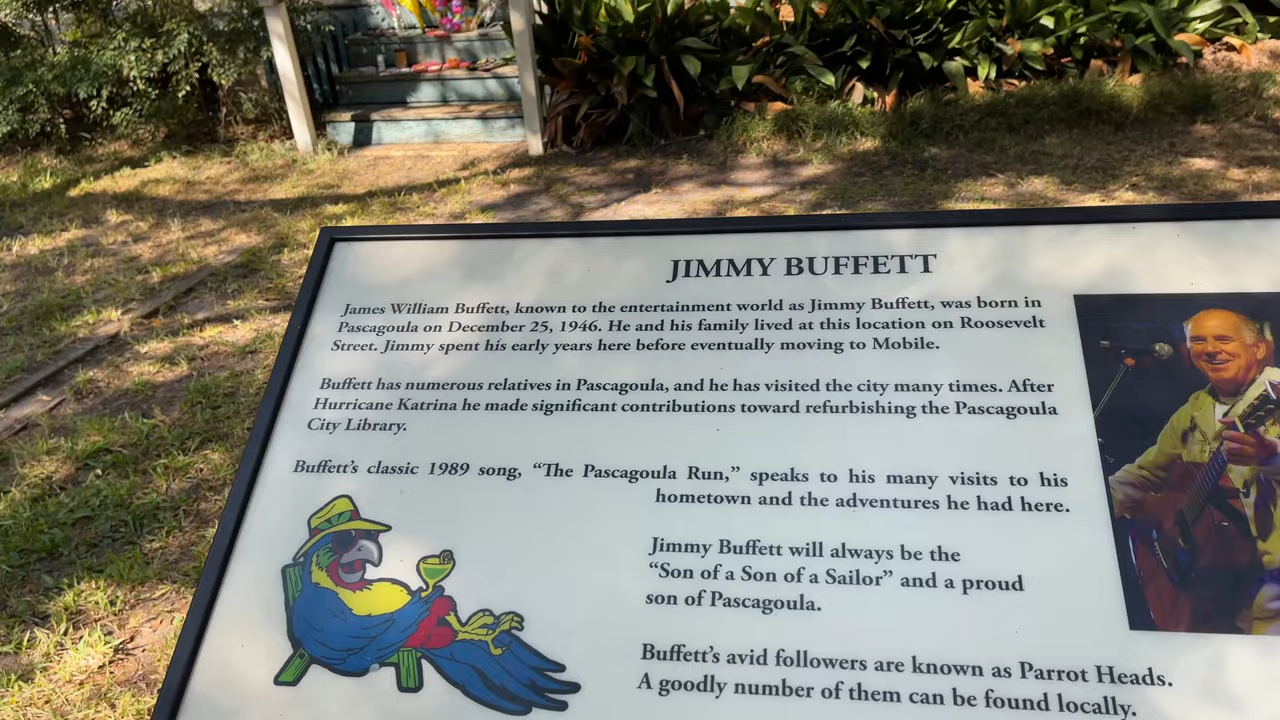 JIMMY BUFFETT
James William Buffett, known to the entertainment world as Jimmy Buffett, was born in
Pascagoula on December 25, 1946. He and his family lived at this location on Roosevelt
Street. Jimmy spent his early years here before eventually moving to Mobile.
Buffett has numerous relatives in Pascagoula, and he has visited the city many times. After
Hurricane Katrina he made significant contributions toward refurbishing the Pascagoula
City Library.
Buffett's classic 1989 song, “The Pascagoula Run,” speaks to his many visits to his
hometown and the adventures he had here.
Jimmy Buffett will always be the
“Son of a Son of a Sailor” and a proud
son of Pascagoula.
Buffett's avid followers are known as Parrot Heads.
A goodly number of them can be found locally.